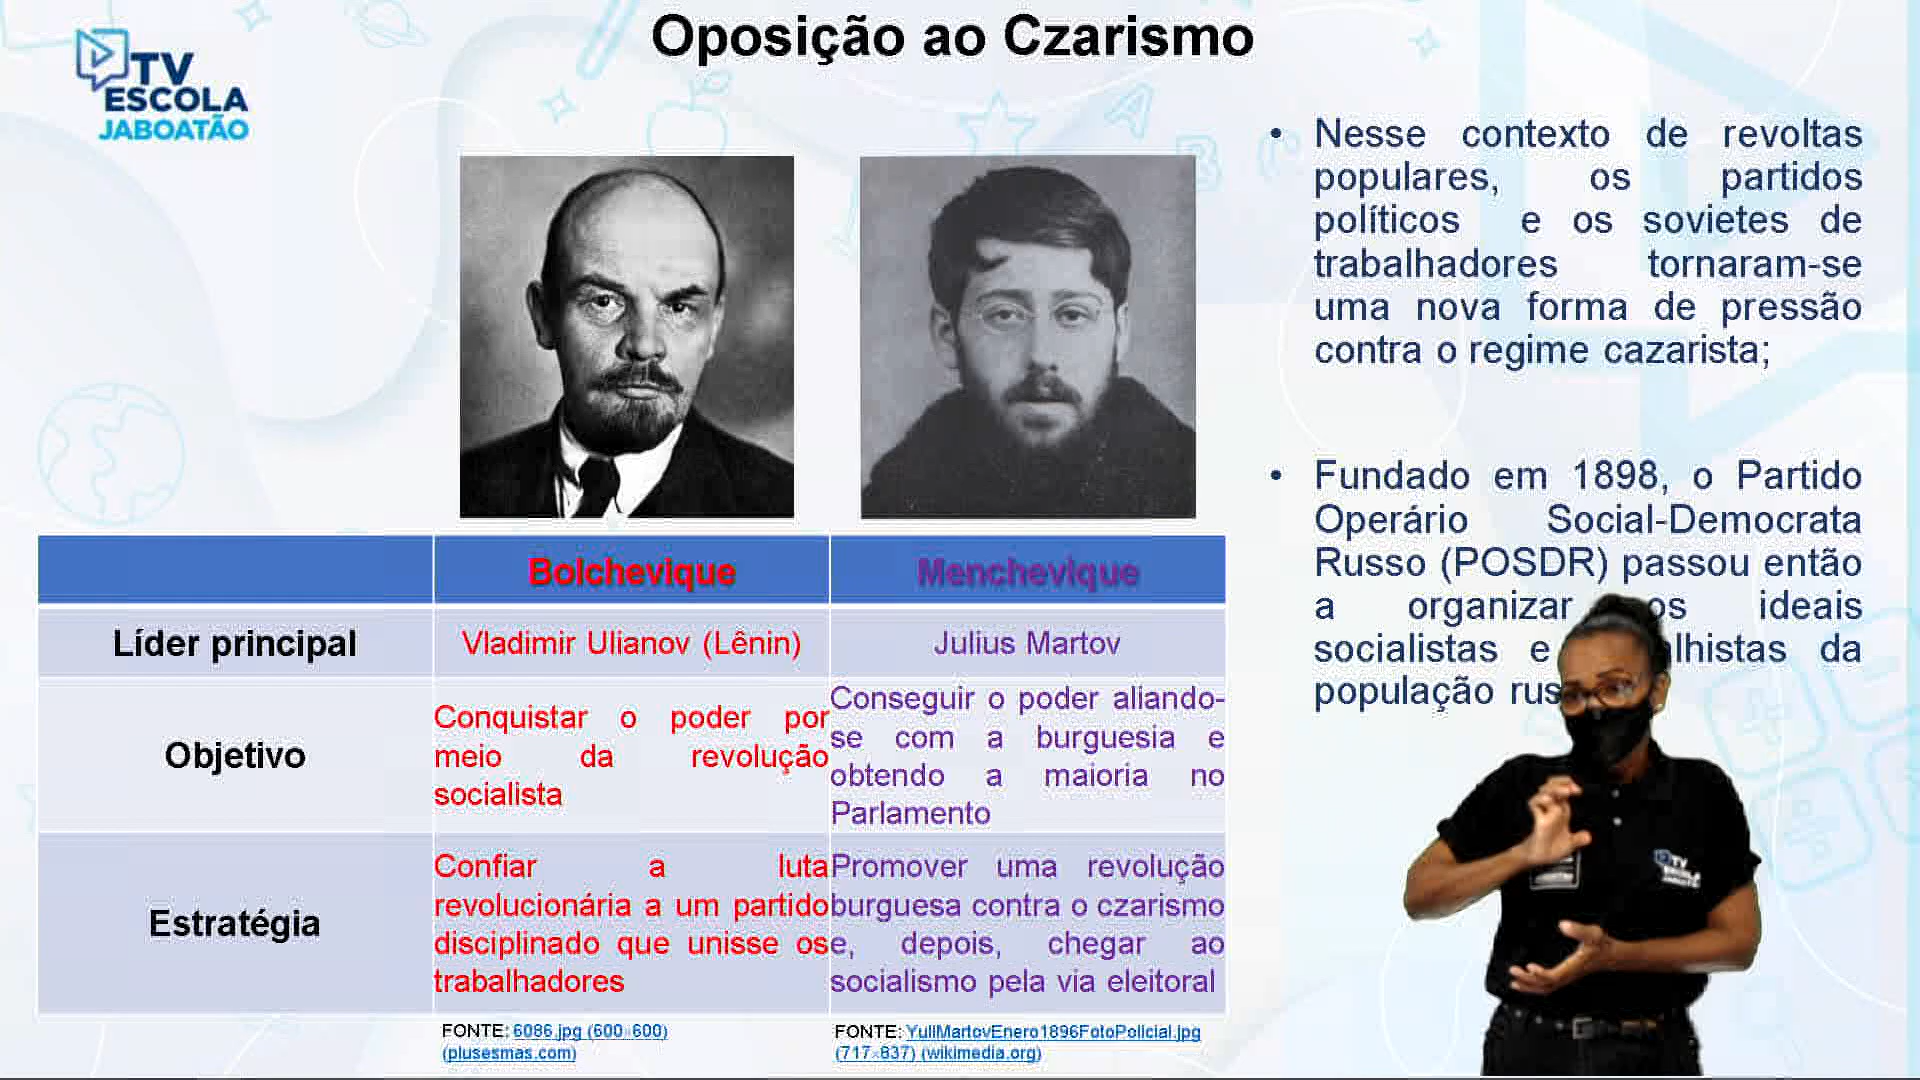 Oposição ao Czarismo
TV
ESCOLA
JABOATÃO
Bolchevique
Menchevique
Líder principal
Vladimir Ulianov (Lênin)
Julius Martov
Objetivo
Conquistar o poder por
meio da revolução
socialista
Conseguir o poder aliando-
se com a burguesia e
obtendo a maioria no
Parlamento
Estratégia
Confiar a luta
revolucionária a um partido
disciplinado que unisse os
trabalhadores
Promover uma revolução
burguesa contra o czarismo
e, depois, chegar ao
socialismo pela via eleitoral
FONTE: 6086.jpg (600×600)
(plusesmas.com)
FONTE: YuliMartovEnero1896FotoPolicial.jpg
(717×837) (wikimedia.org)
• Nesse contexto de revoltas
populares, os partidos
políticos e os sovietes de
trabalhadores tornaram-se
uma nova forma de pressão
contra o regime cazarista;
• Fundado em 1898, o Partido
Operário Social-Democrata
Russo (POSDR) passou então
a organizar os ideais
socialistas e
da
população
TV
ESCOLA